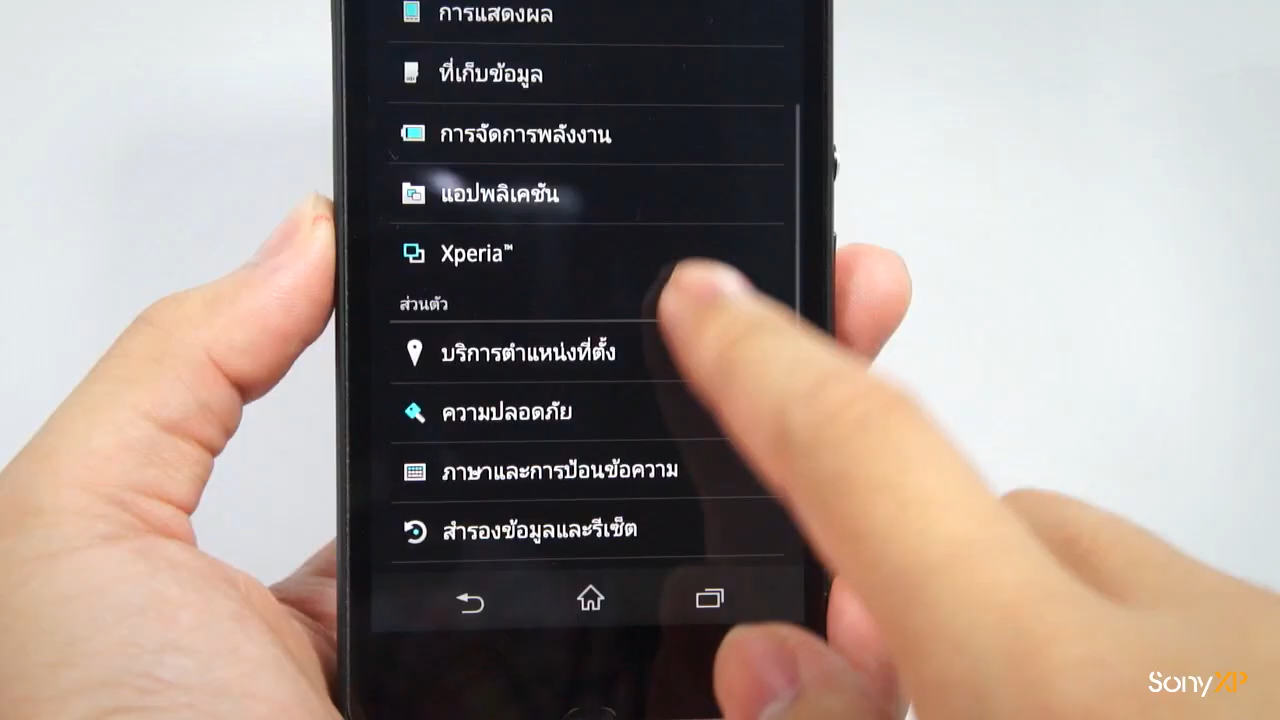 การแสดงผล
ที่เก็บข้อมูล
การจัดการพลังงาน
แอปพลิเคชัน
Xperia™
ส่วนตัว
บริการตำแหน่งที่ตั้ง
ความปลอดภัย
ภาษาและการป้อนข้อความ
สำรองข้อมูลและรีเซ็ต
SonyXP